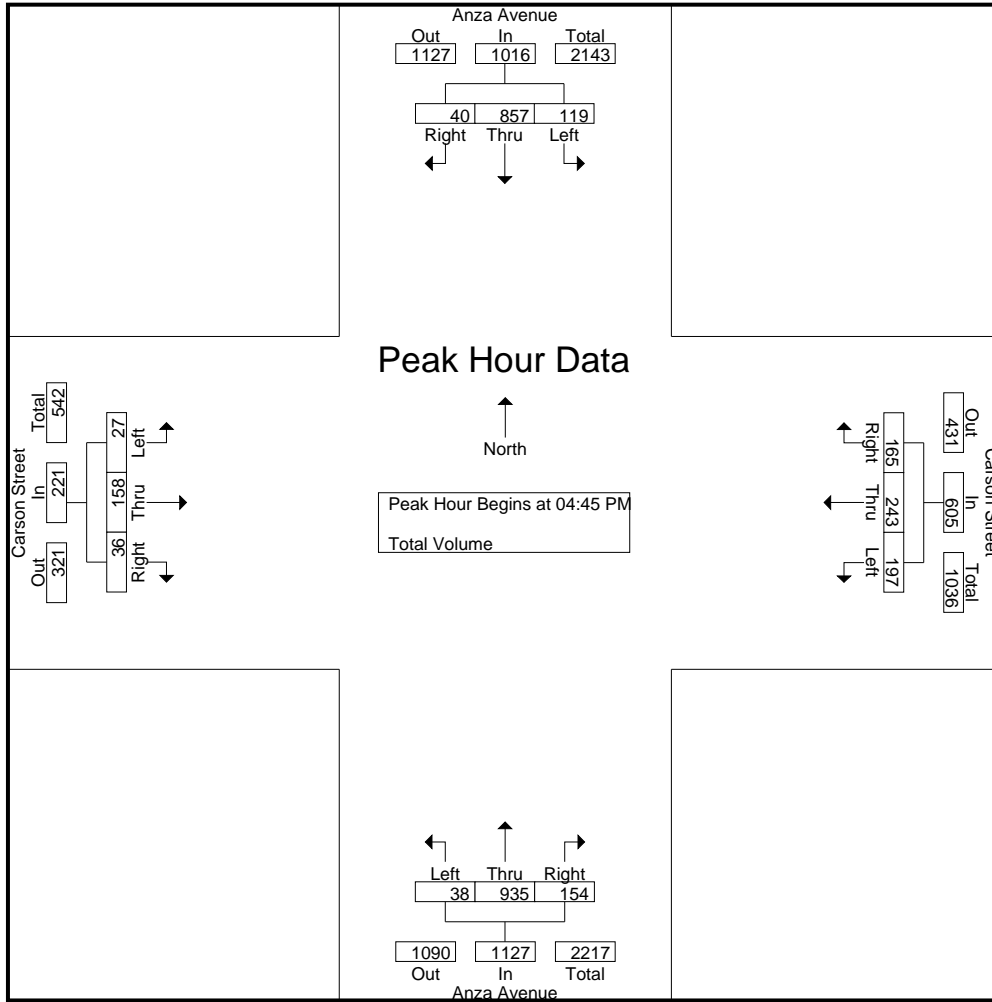 Anza Avenue
Out In Total
1127 1016 2143
40 857 119
Right Thru Left
Peak Hour Data
North
Peak Hour Begins at 04:45 PM
Total Volume
Carson Street
Total In Out
542 221 321
27 158 36
Left Thru Right
Carson Street
Out In Total
431 605 1036
165 243 197
Right Thru Left
Left Thru Right
38 935 154
1090 1127 2217
Out In Total
Anza Avenue